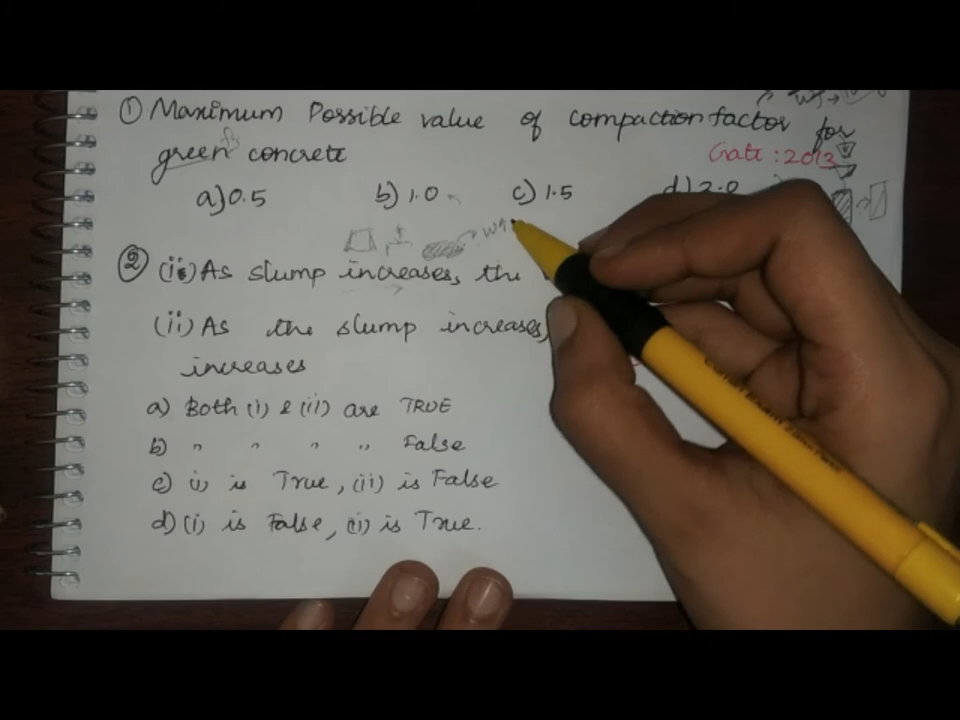 ① Maximum Possible value of compaction factor for
green concrete
Gate : 2013
a) 0.5 b) 1.0 c) 1.5 d) 2.0
W↑
② (i) As slump increases, the
(ii) As the slump increases,
increases
a) Both (i) & (ii) are TRUE
b) " " " " False
c) (i) is True, (ii) is False
d) (i) is False, (ii) is True.